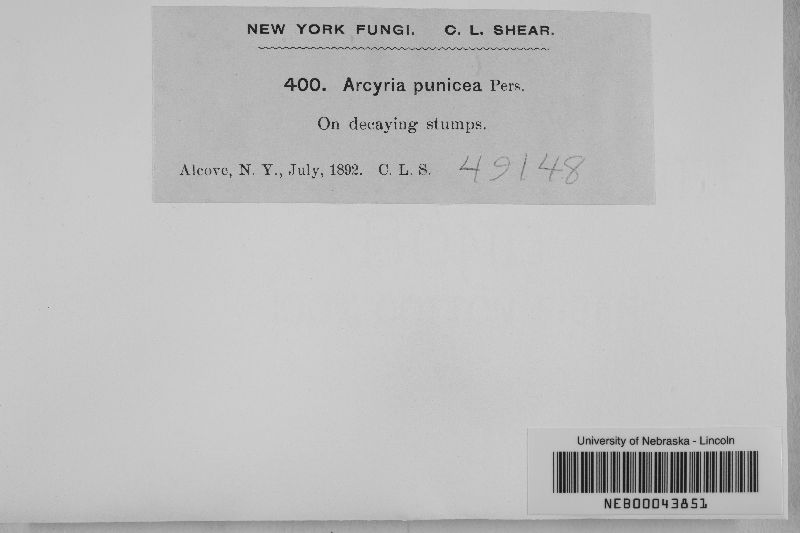 NEW YORK FUNGI. C. L. SHEAR.
400. Arcyria punicea Pers.
On decaying stumps.
Alcove, N. Y., July, 1892. C. L. S. 49148
University of Nebraska - Lincoln
NEB00043851